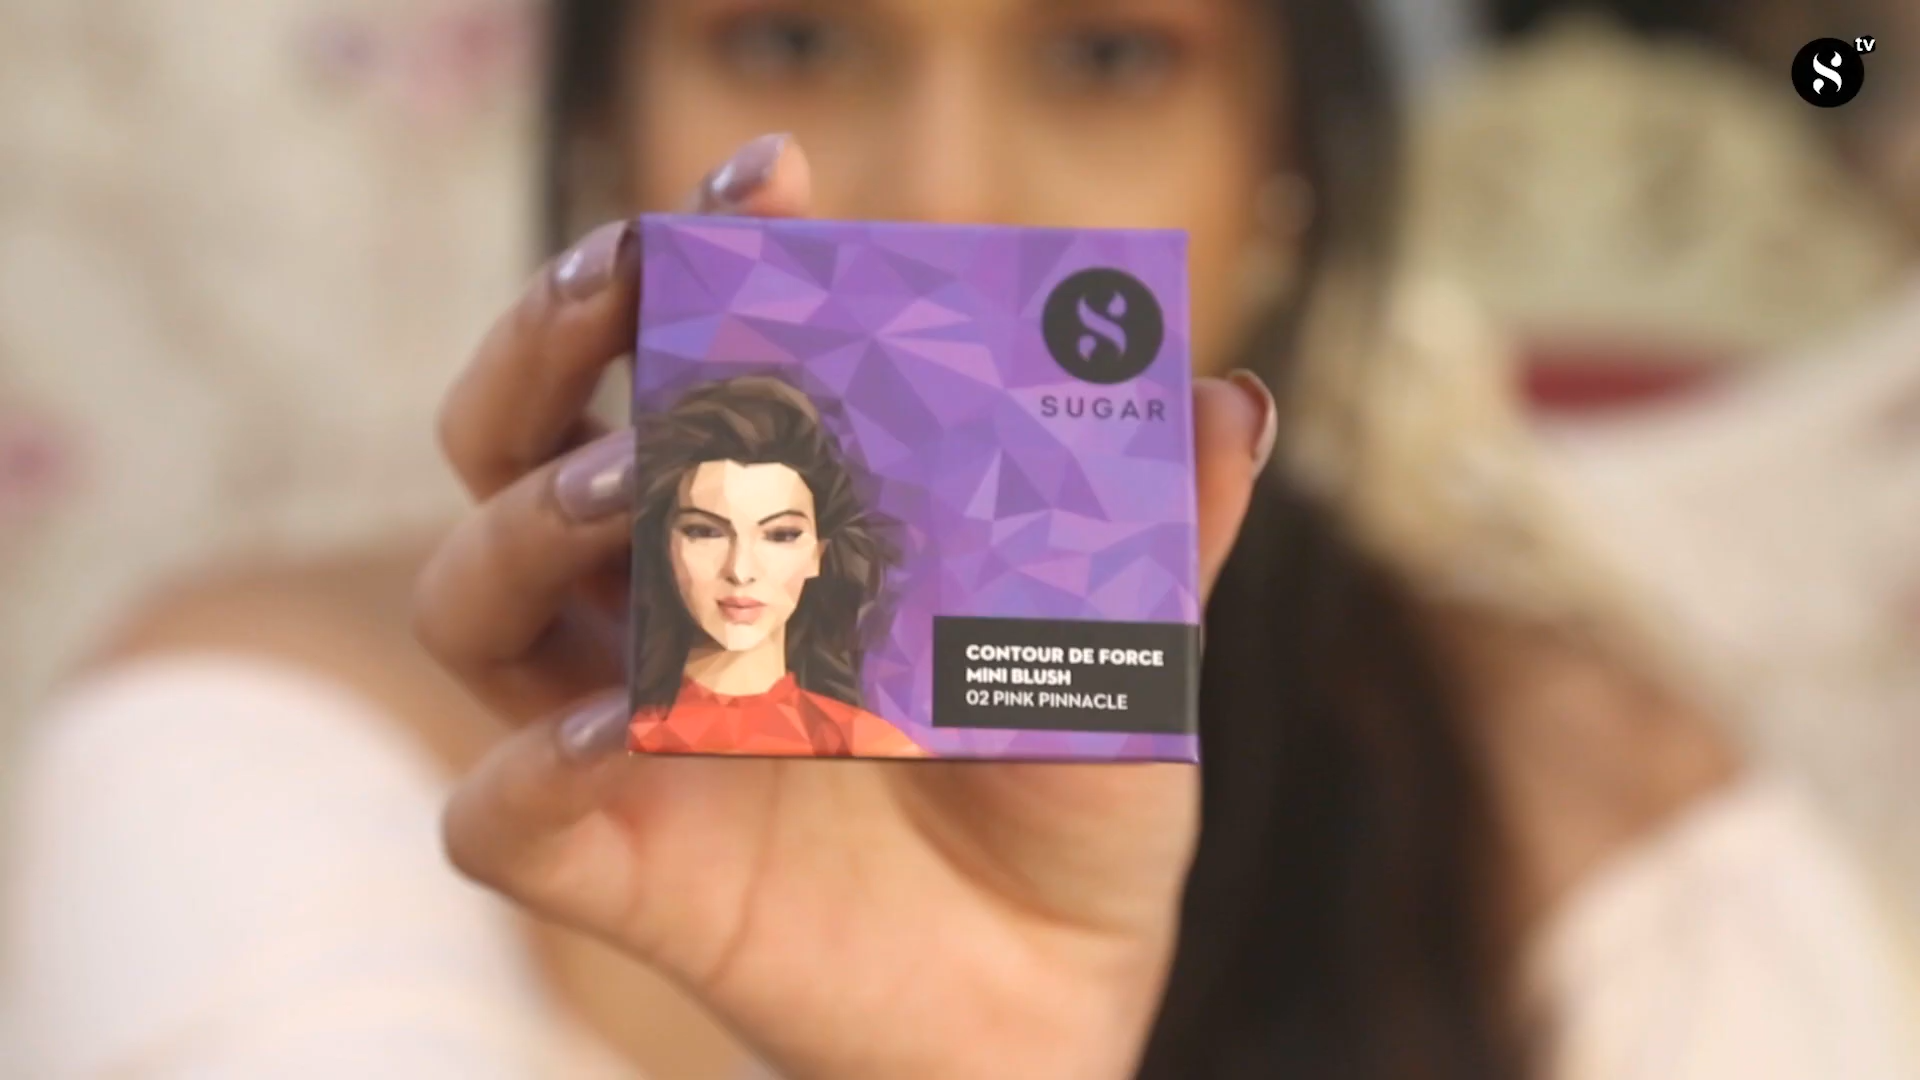 tv
SUGAR
CONTOUR DE FORCE
MINI BLUSH
02 PINK PINNACLE